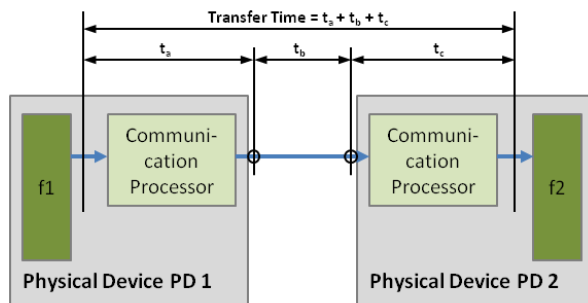 Transfer Time = ta + tb + tc
ta
tb
tc
f1
Communi-
cation
Processor
Communi-
cation
Processor
f2
Physical Device PD 1
Physical Device PD 2